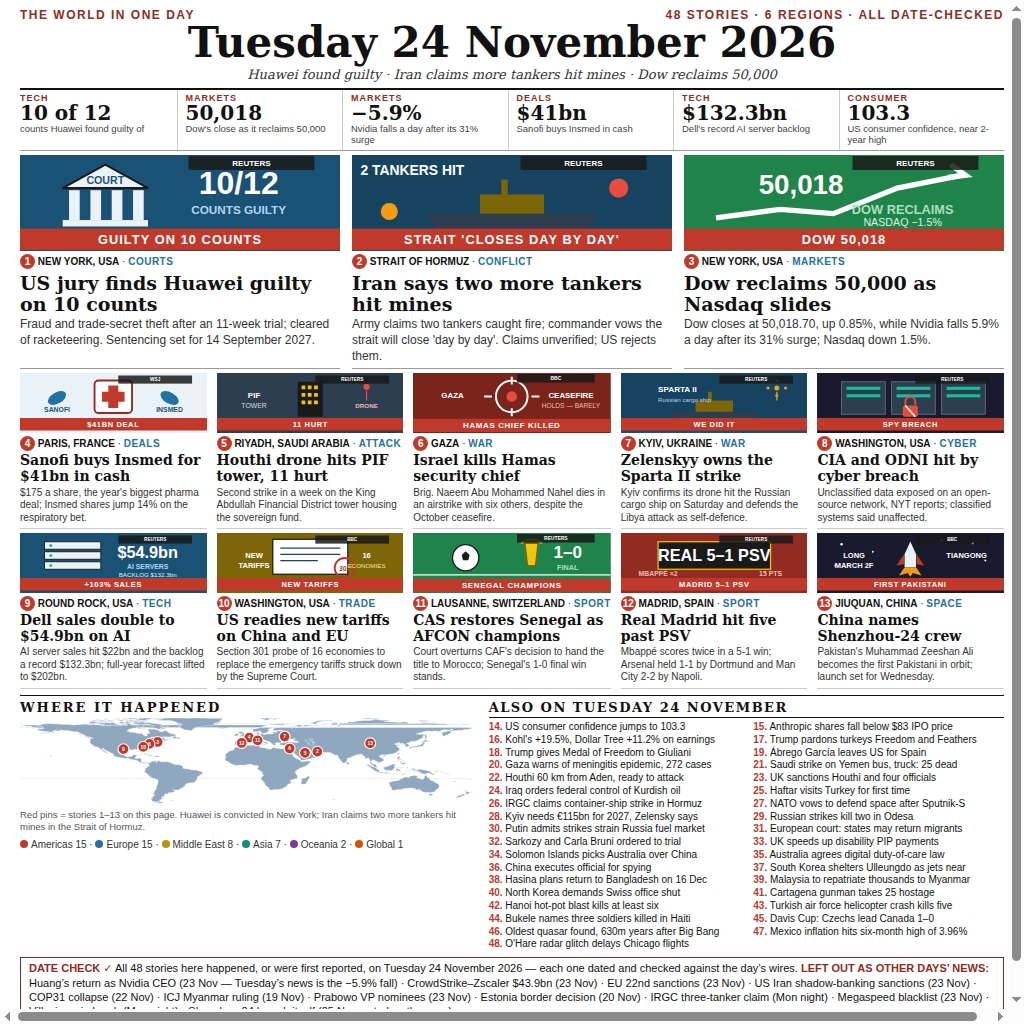 THE WORLD IN ONE DAY
48 STORIES · 6 REGIONS · ALL DATE-CHECKED
Tuesday 24 November 2026
Huawei found guilty · Iran claims more tankers hit mines · Dow reclaims 50,000
TECH
10 of 12
counts Huawei found guilty of
MARKETS
50,018
Dow's close as it reclaims 50,000
MARKETS
−5.9%
Nvidia falls a day after its 31%
surge
DEALS
$41bn
Sanofi buys Insmed in cash
TECH
$132.3bn
Dell's record AI server backlog
CONSUMER
103.3
US consumer confidence, near 2-
year high
REUTERS
COURT
10/12
COUNTS GUILTY
GUILTY ON 10 COUNTS
1 NEW YORK, USA · COURTS
US jury finds Huawei guilty
on 10 counts
Fraud and trade-secret theft after an 11-week trial; cleared
of racketeering. Sentencing set for 14 September 2027.
REUTERS
2 TANKERS HIT
STRAIT 'CLOSES DAY BY DAY'
2 STRAIT OF HORMUZ · CONFLICT
Iran says two more tankers
hit mines
Army claims two tankers caught fire; commander vows the
strait will close 'day by day'. Claims unverified; US rejects
them.
REUTERS
50,018
DOW RECLAIMS
NASDAQ −1.5%
DOW 50,018
3 NEW YORK, USA · MARKETS
Dow reclaims 50,000 as
Nasdaq slides
Dow closes at 50,018.70, up 0.85%, while Nvidia falls 5.9%
a day after its 31% surge; Nasdaq down 1.5%.
WSJ
SANOFI
INSMED
$41BN DEAL
4 PARIS, FRANCE · DEALS
Sanofi buys Insmed for
$41bn in cash
$175 a share, the year's biggest pharma
deal; Insmed shares jump 14% on the
respiratory bet.
REUTERS
PIF
TOWER
DRONE
11 HURT
5 RIYADH, SAUDI ARABIA · ATTACK
Houthi drone hits PIF
tower, 11 hurt
Second strike in a week on the King
Abdullah Financial District tower housing
the sovereign fund.
BBC
GAZA
CEASEFIRE
HOLDS — BARELY
HAMAS CHIEF KILLED
6 GAZA · WAR
Israel kills Hamas
security chief
Brig. Naeem Abu Mohammed Nahel dies in
an airstrike with six others, despite the
October ceasefire.
REUTERS
SPARTA II
Russian cargo ship
WE DID IT
7 KYIV, UKRAINE · WAR
Zelenskyy owns the
Sparta II strike
Kyiv confirms its drone hit the Russian
cargo ship on Saturday and defends the
Libya attack as self-defence.
REUTERS
SPY BREACH
8 WASHINGTON, USA · CYBER
CIA and ODNI hit by
cyber breach
Unclassified data exposed on an open-
source network, NYT reports; classified
systems said unaffected.
REUTERS
$54.9bn
AI SERVERS
BACKLOG $132.3bn
+103% SALES
9 ROUND ROCK, USA · TECH
Dell sales double to
$54.9bn on AI
AI server sales hit $22bn and the backlog
a record $132.3bn; full-year forecast lifted
to $202bn.
BBC
NEW
TARIFFS
301
16
ECONOMIES
NEW TARIFFS
10 WASHINGTON, USA · TRADE
US readies new tariffs
on China and EU
Section 301 probe of 16 economies to
replace the emergency tariffs struck down
by the Supreme Court.
REUTERS
1–0
FINAL
SENEGAL CHAMPIONS
11 LAUSANNE, SWITZERLAND · SPORT
CAS restores Senegal as
AFCON champions
Court overturns CAF's decision to hand the
title to Morocco; Senegal's 1-0 final win
stands.
REUTERS
REAL 5–1 PSV
MBAPPÉ ×2
15 PTS
MADRID 5–1 PSV
12 MADRID, SPAIN · SPORT
Real Madrid hit five
past PSV
Mbappé scores twice in a 5-1 win;
Arsenal held 1-1 by Dortmund and Man
City 2-2 by Napoli.
BBC
LONG
MARCH 2F
TIANGONG
FIRST PAKISTANI
13 JIUQUAN, CHINA · SPACE
China names
Shenzhou-24 crew
Pakistan's Muhammad Zeeshan Ali
becomes the first Pakistani in orbit;
launch set for Wednesday.
WHERE IT HAPPENED
9 10 3 12 4 11 7 6 5 2 13
Red pins = stories 1–13 on this page. Huawei is convicted in New York; Iran claims two more tankers hit
mines in the Strait of Hormuz.
Americas 15 · Europe 15 · Middle East 8 · Asia 7 · Oceania 2 · Global 1
ALSO ON TUESDAY 24 NOVEMBER
14. US consumer confidence jumps to 103.3
15. Anthropic shares fall below $83 IPO price
16. Kohl's +19.5%, Dollar Tree +11.2% on earnings
17. Trump pardons turkeys Freedom and Feathers
18. Trump gives Medal of Freedom to Giuliani
19. Ábrego García leaves US for Spain
20. Gaza warns of meningitis epidemic, 272 cases
21. Saudi strike on Yemen bus, truck: 25 dead
22. Houthi 60 km from Aden, ready to attack
23. UK sanctions Houthi and four officials
24. Iraq orders federal control of Kurdish oil
25. Haftar visits Turkey for first time
26. IRGC claims container-ship strike in Hormuz
27. NATO vows to defend space after Sputnik-S
28. Kyiv needs €115bn for 2027, Zelensky says
29. Russian strikes kill two in Odesa
30. Putin admits strikes strain Russia fuel market
31. European court: states may return migrants
32. Sarkozy and Carla Bruni ordered to trial
33. UK speeds up disability PIP payments
34. Solomon Islands picks Australia over China
35. Australia agrees digital duty-of-care law
36. China executes official for spying
37. South Korea shelters Ulleungdo as jets near
38. Hasina plans return to Bangladesh on 16 Dec
39. Malaysia to repatriate thousands to Myanmar
40. North Korea demands Swiss office shut
41. Cartagena gunman takes 25 hostage
42. Hanoi hot-pot blast kills at least six
43. Turkish air force helicopter crash kills five
44. Bukele names three soldiers killed in Haiti
45. Davis Cup: Czechs lead Canada 1–0
46. Oldest quasar found, 630m years after Big Bang
47. Mexico inflation hits six-month high of 3.96%
48. O'Hare radar glitch delays Chicago flights
DATE CHECK ✓ All 48 stories here happened, or were first reported, on Tuesday 24 November 2026 — each one dated and checked against the day's wires. LEFT OUT AS OTHER DAYS' NEWS:
Huang's return as Nvidia CEO (23 Nov — Tuesday's news is the −5.9% fall) · CrowdStrike–Zscaler $43.9bn (23 Nov) · EU 22nd sanctions (23 Nov) · US Iran shadow-banking sanctions (23 Nov) ·
COP31 collapse (22 Nov) · ICJ Myanmar ruling (19 Nov) · Prabowo VP nominees (23 Nov) · Estonia border decision (20 Nov) · IRGC three-tanker claim (Mon night) · Megaspeed blacklist (23 Nov) ·